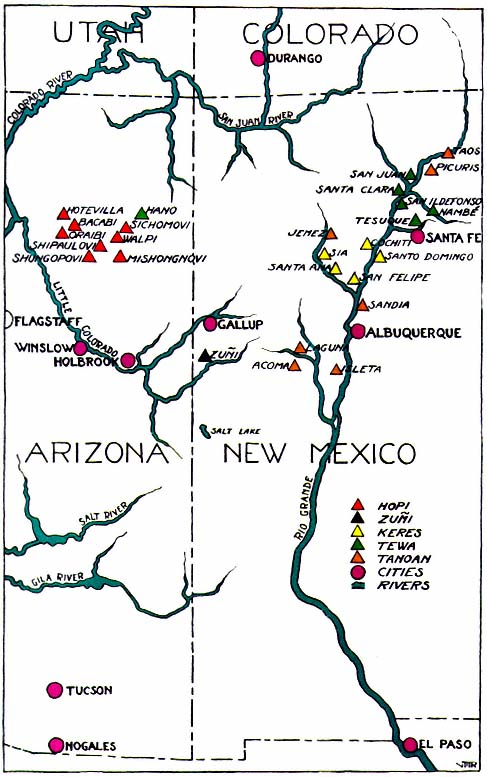 UTAH
COLORADO
DURANGO
COLORADO RIVER
SAN JUAN RIVER
TAOS
PICURIS
SAN JUAN
SANTA CLARA
SAN ILDEFONSO
NAMBÉ
TESUQUE
SANTA FE
HOTEVILLA
HANO
BACABI
SICHOMOVI
ORAIBI
WALPI
SHIPAULOVI
SHUNGOPOVI
MISHONGNOVI
JEMEZ
COCHITI
SIA
SANTO DOMINGO
SANTA ANA
SAN FELIPE
SANDIA
LITTLE COLORADO
FLAGSTAFF
GALLUP
ALBUQUERQUE
WINSLOW
HOLBROOK
ZUÑI
LAGUNA
ACOMA
ISLETA
SALT LAKE
ARIZONA
NEW MEXICO
SALT RIVER
RIO GRANDE
GILA RIVER
HOPI
ZUÑI
KERES
TEWA
TANOAN
CITIES
RIVERS
TUCSON
NOGALES
EL PASO